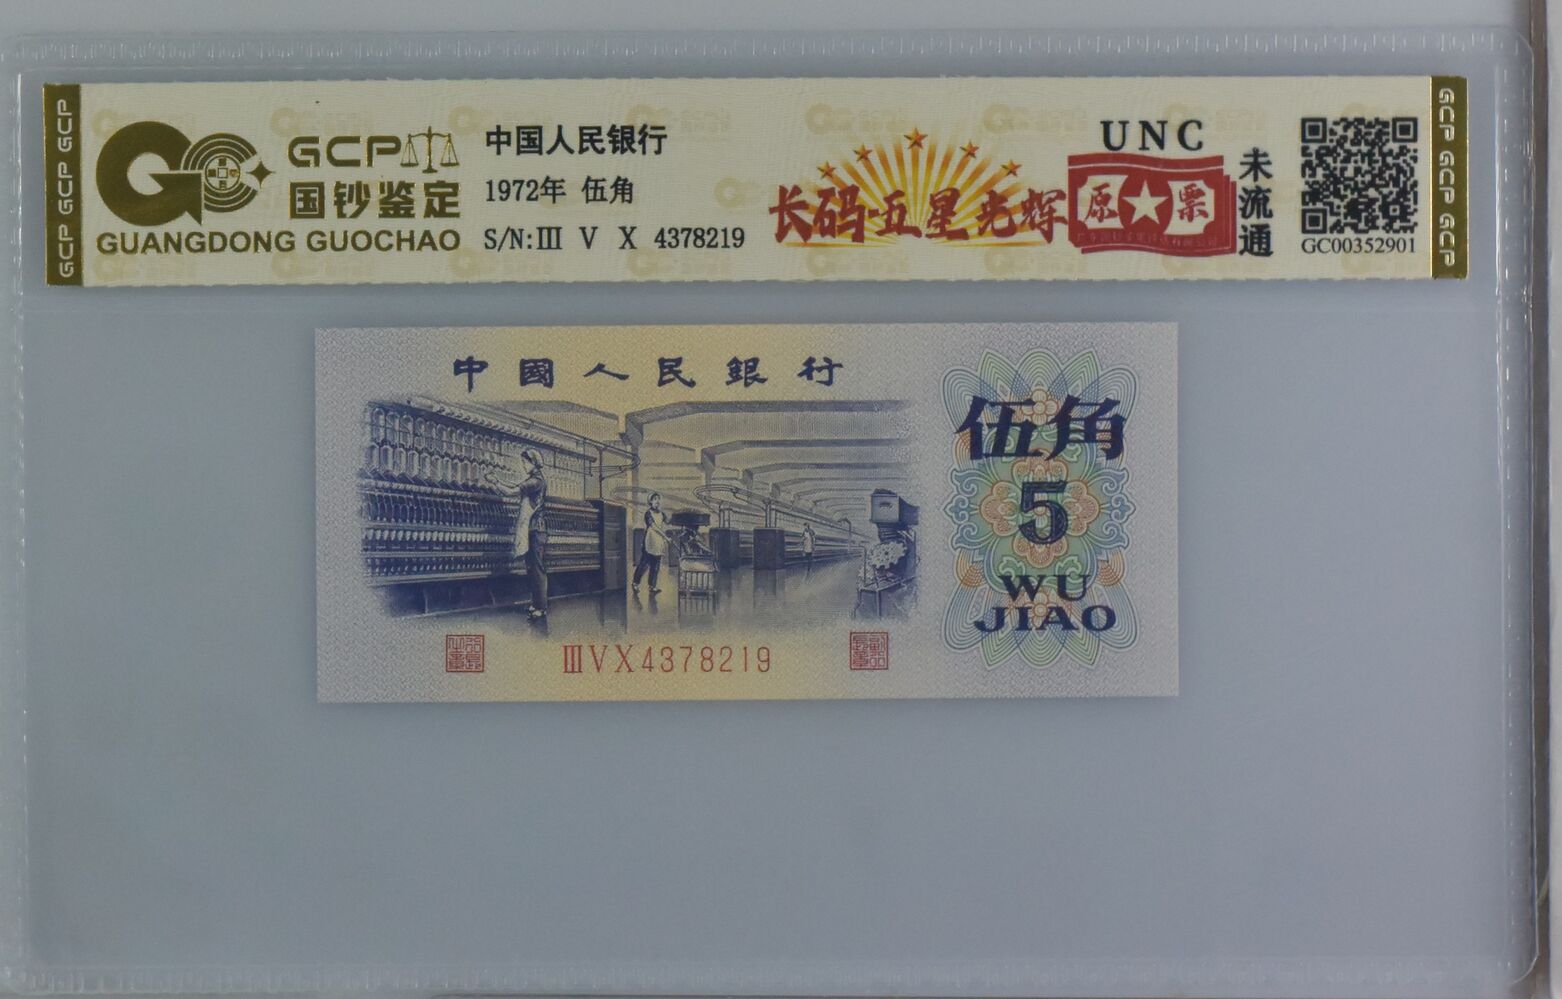 GCP GCP GCP
GCP
国钞鉴定
GUANGDONG GUOCHAO
中国人民银行
1972年 伍角
S/N:III V X 4378219
长码·五星光辉
UNC
原★票
未流通
GC00352901
GCP GCP GCP
中國人民銀行
伍角
5
WU
JIAO
III V X 4378219